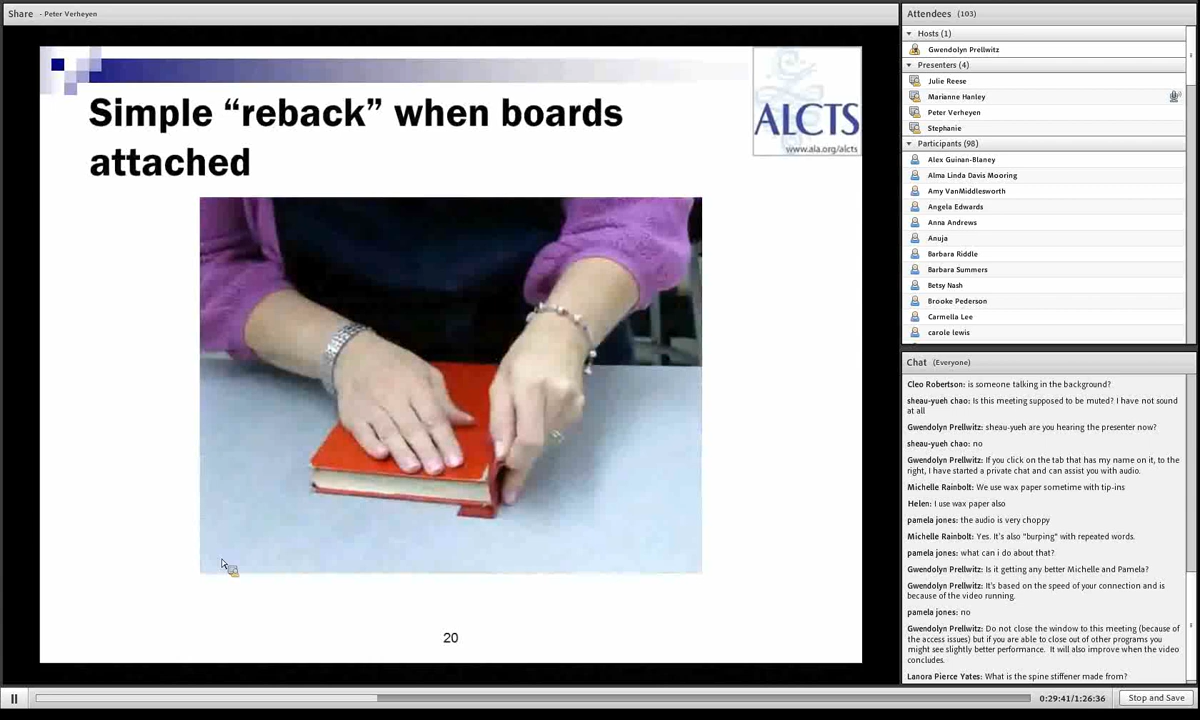 Share - Peter Verheyen
Simple “reback” when boards
attached
ALCTS
www.ala.org/alcts
20
Attendees (103)
Hosts (1)
Gwendolyn Prellwitz
Presenters (4)
Julie Reese
Marianne Hanley
Peter Verheyen
Stephanie
Participants (98)
Alex Guinan-Blaney
Alma Linda Davis Mooring
Amy VanMiddlesworth
Angela Edwards
Anna Andrews
Anuja
Barbara Riddle
Barbara Summers
Betsy Nash
Brooke Pederson
Carmella Lee
carole lewis
Chat (Everyone)
Cleo Robertson: is someone talking in the background?
sheau-yueh chao: Is this meeting supposed to be muted? I have not sound
at all
Gwendolyn Prellwitz: sheau-yueh are you hearing the presenter now?
sheau-yueh chao: no
Gwendolyn Prellwitz: If you click on the tab that has my name on it, to the
right, I have started a private chat and can assist you with audio.
Michelle Rainbolt: We use wax paper sometime with tip-ins
Helen: I use wax paper also
pamela jones: the audio is very choppy
Michelle Rainbolt: Yes. It's also "burping" with repeated words.
pamela jones: what can i do about that?
Gwendolyn Prellwitz: Is it getting any better Michelle and Pamela?
Gwendolyn Prellwitz: It's based on the speed of your connection and is
because of the video running.
pamela jones: no
Gwendolyn Prellwitz: Do not close the window to this meeting (because of
the access issues) but if you are able to close out of other programs you
might see slightly better performance. It will also improve when the video
concludes.
Lanora Pierce Yates: What is the spine stiffener made from?
0:29:41/1:26:36
Stop and Save